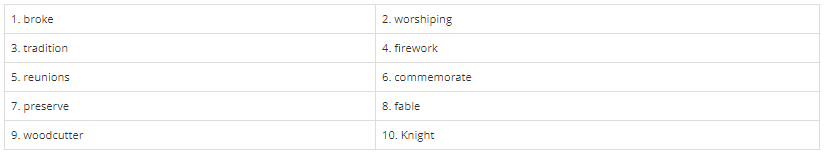 1. broke
2. worshiping
3. tradition
4. firework
5. reunions
6. commemorate
7. preserve
8. fable
9. woodcutter
10. Knight